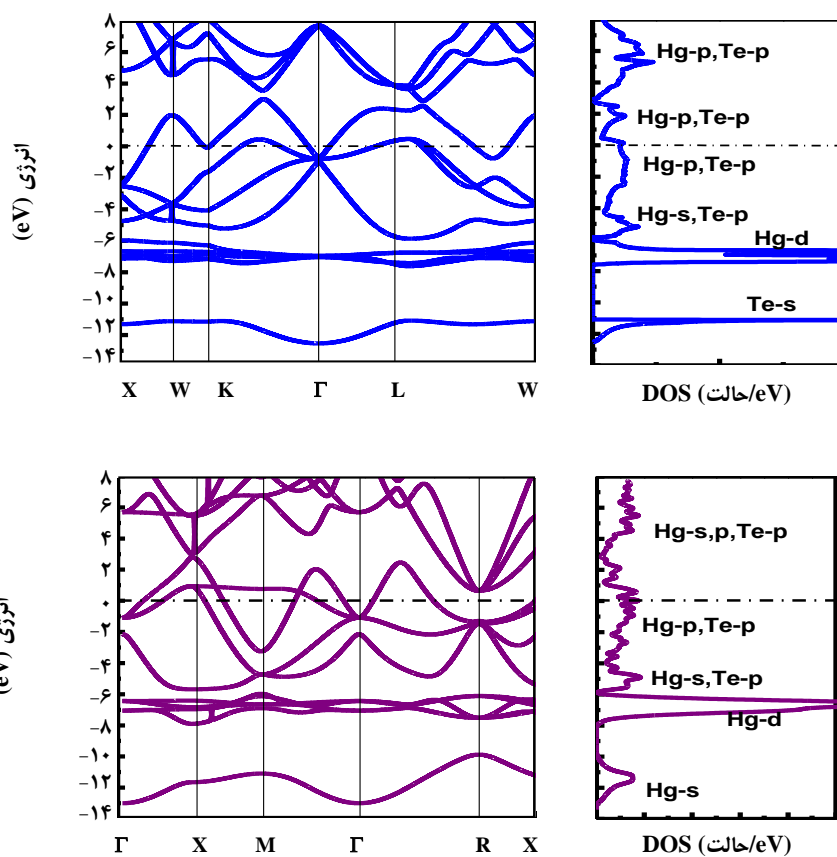 ۸
۶
۴
۲
۰
−۲
−۴
−۶
−۸
−۱۰
−۱۲
−۱۴
انرژی (eV)
X W K Γ L W
Hg-p,Te-p
Hg-p,Te-p
Hg-p,Te-p
Hg-s,Te-p
Hg-d
Te-s
DOS (حالت/eV)
۸
۶
۴
۲
۰
−۲
−۴
−۶
−۸
−۱۰
−۱۲
−۱۴
انرژی (eV)
Γ X M Γ R X
Hg-s,p,Te-p
Hg-p,Te-p
Hg-s,Te-p
Hg-d
Hg-s
DOS (حالت/eV)